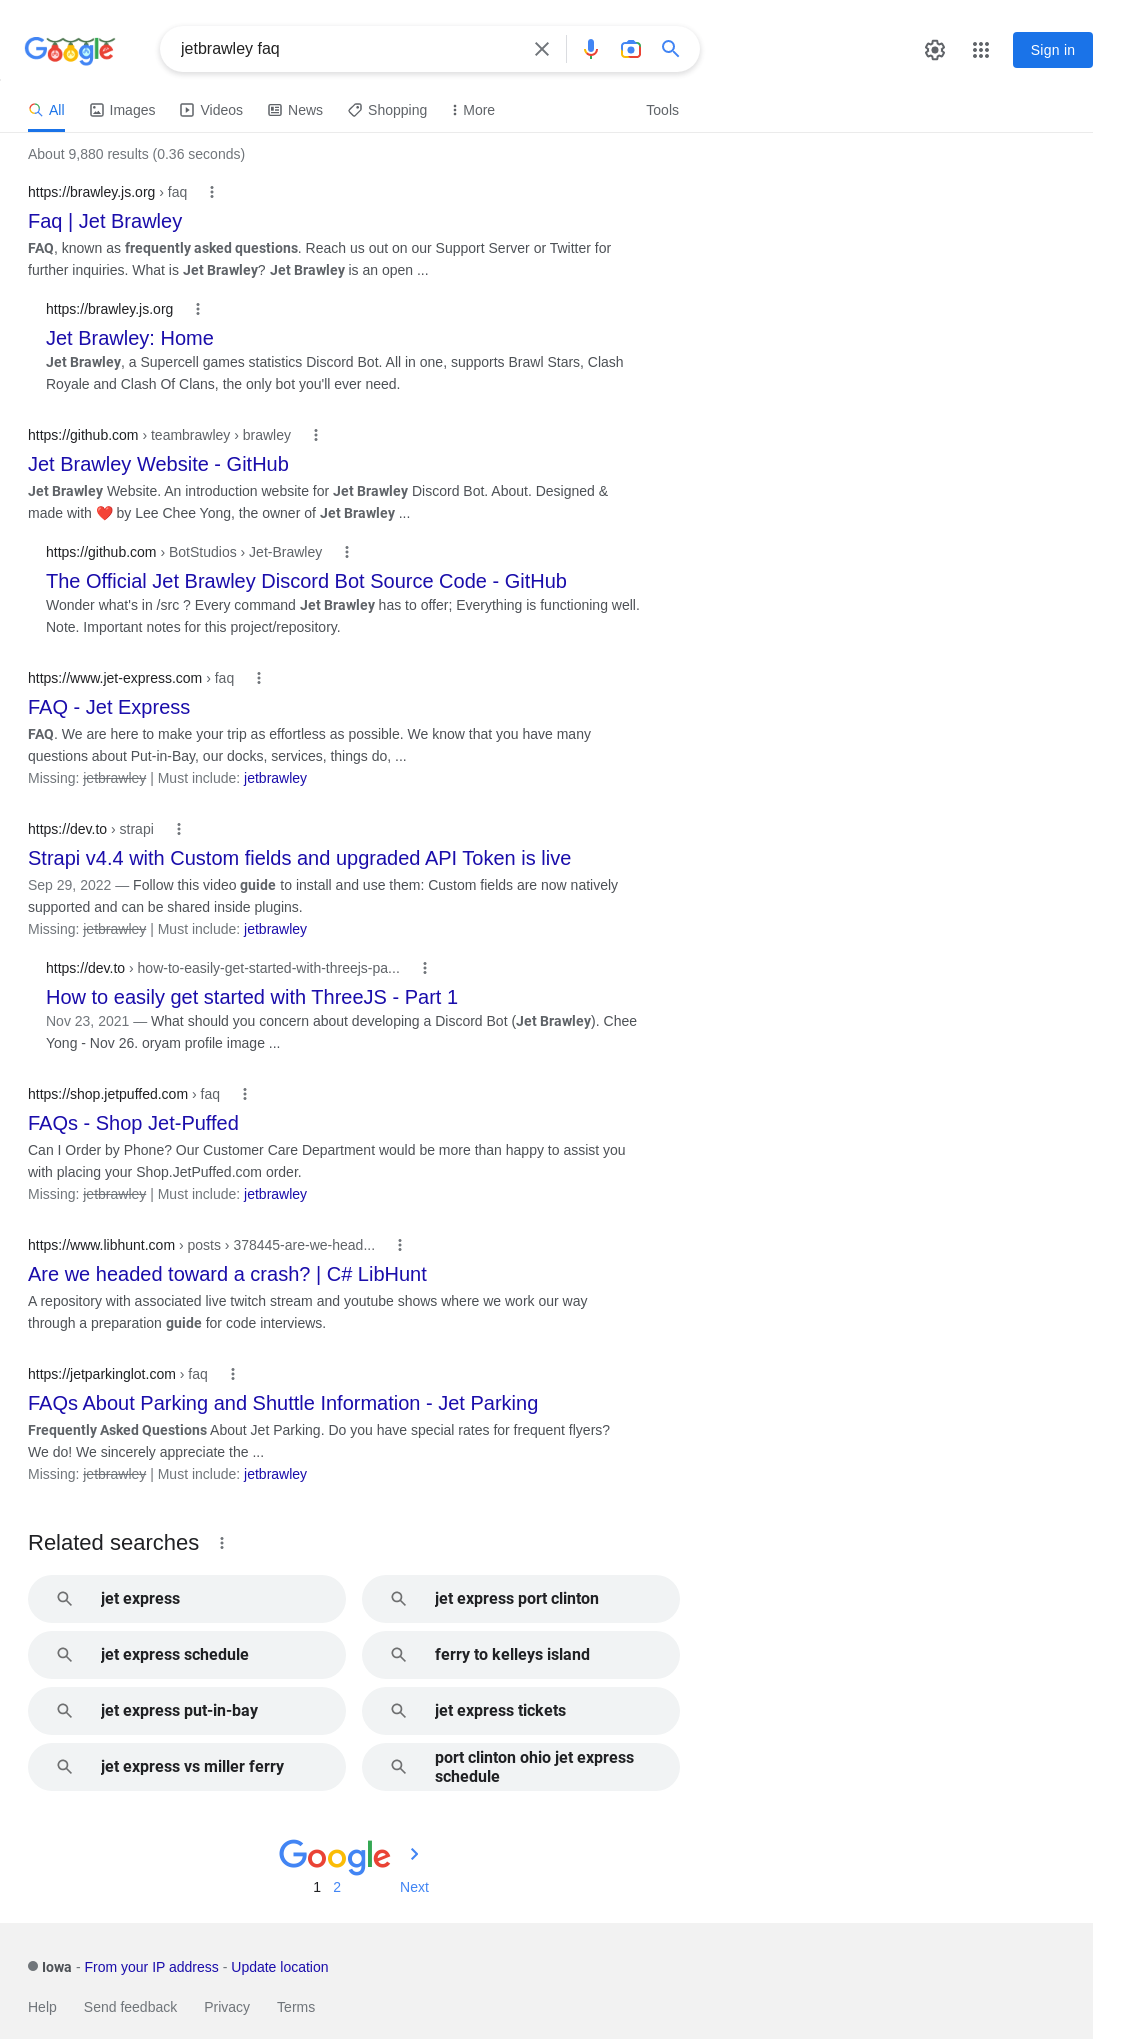 Google
jetbrawley faq
Sign in
All Images Videos News Shopping More Tools
About 9,880 results (0.36 seconds)
https://brawley.js.org › faq
Faq | Jet Brawley
FAQ, known as frequently asked questions. Reach us out on our Support Server or Twitter for
further inquiries. What is Jet Brawley? Jet Brawley is an open ...
https://brawley.js.org
Jet Brawley: Home
Jet Brawley, a Supercell games statistics Discord Bot. All in one, supports Brawl Stars, Clash
Royale and Clash Of Clans, the only bot you'll ever need.
https://github.com › teambrawley › brawley
Jet Brawley Website - GitHub
Jet Brawley Website. An introduction website for Jet Brawley Discord Bot. About. Designed &
made with ❤️ by Lee Chee Yong, the owner of Jet Brawley ...
https://github.com › BotStudios › Jet-Brawley
The Official Jet Brawley Discord Bot Source Code - GitHub
Wonder what's in /src ? Every command Jet Brawley has to offer; Everything is functioning well.
Note. Important notes for this project/repository.
https://www.jet-express.com › faq
FAQ - Jet Express
FAQ. We are here to make your trip as effortless as possible. We know that you have many
questions about Put-in-Bay, our docks, services, things do, ...
Missing: jetbrawley | Must include: jetbrawley
https://dev.to › strapi
Strapi v4.4 with Custom fields and upgraded API Token is live
Sep 29, 2022 — Follow this video guide to install and use them: Custom fields are now natively
supported and can be shared inside plugins.
Missing: jetbrawley | Must include: jetbrawley
https://dev.to › how-to-easily-get-started-with-threejs-pa...
How to easily get started with ThreeJS - Part 1
Nov 23, 2021 — What should you concern about developing a Discord Bot (Jet Brawley). Chee
Yong - Nov 26. oryam profile image ...
https://shop.jetpuffed.com › faq
FAQs - Shop Jet-Puffed
Can I Order by Phone? Our Customer Care Department would be more than happy to assist you
with placing your Shop.JetPuffed.com order.
Missing: jetbrawley | Must include: jetbrawley
https://www.libhunt.com › posts › 378445-are-we-head...
Are we headed toward a crash? | C# LibHunt
A repository with associated live twitch stream and youtube shows where we work our way
through a preparation guide for code interviews.
https://jetparkinglot.com › faq
FAQs About Parking and Shuttle Information - Jet Parking
Frequently Asked Questions About Jet Parking. Do you have special rates for frequent flyers?
We do! We sincerely appreciate the ...
Missing: jetbrawley | Must include: jetbrawley
Related searches
jet express
jet express port clinton
jet express schedule
ferry to kelleys island
jet express put-in-bay
jet express tickets
jet express vs miller ferry
port clinton ohio jet express
schedule
Google
1 2 Next
Iowa - From your IP address - Update location
Help Send feedback Privacy Terms